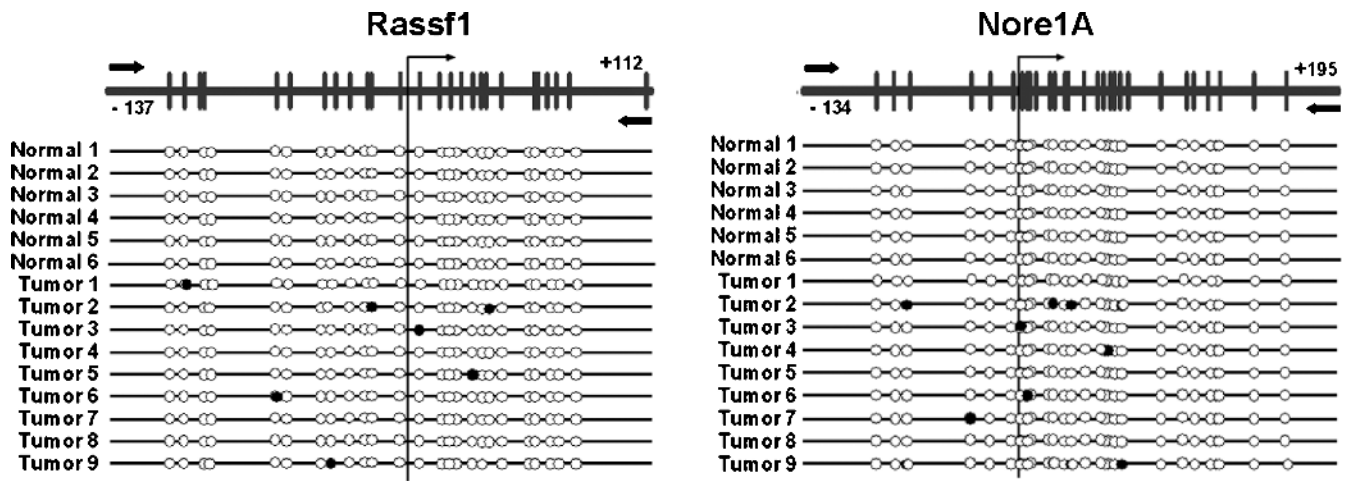 Rassf1
+112
- 137
Normal 1
Normal 2
Normal 3
Normal 4
Normal 5
Normal 6
Tumor 1
Tumor 2
Tumor 3
Tumor 4
Tumor 5
Tumor 6
Tumor 7
Tumor 8
Tumor 9
Nore1A
+195
- 134
Normal 1
Normal 2
Normal 3
Normal 4
Normal 5
Normal 6
Tumor 1
Tumor 2
Tumor 3
Tumor 4
Tumor 5
Tumor 6
Tumor 7
Tumor 8
Tumor 9